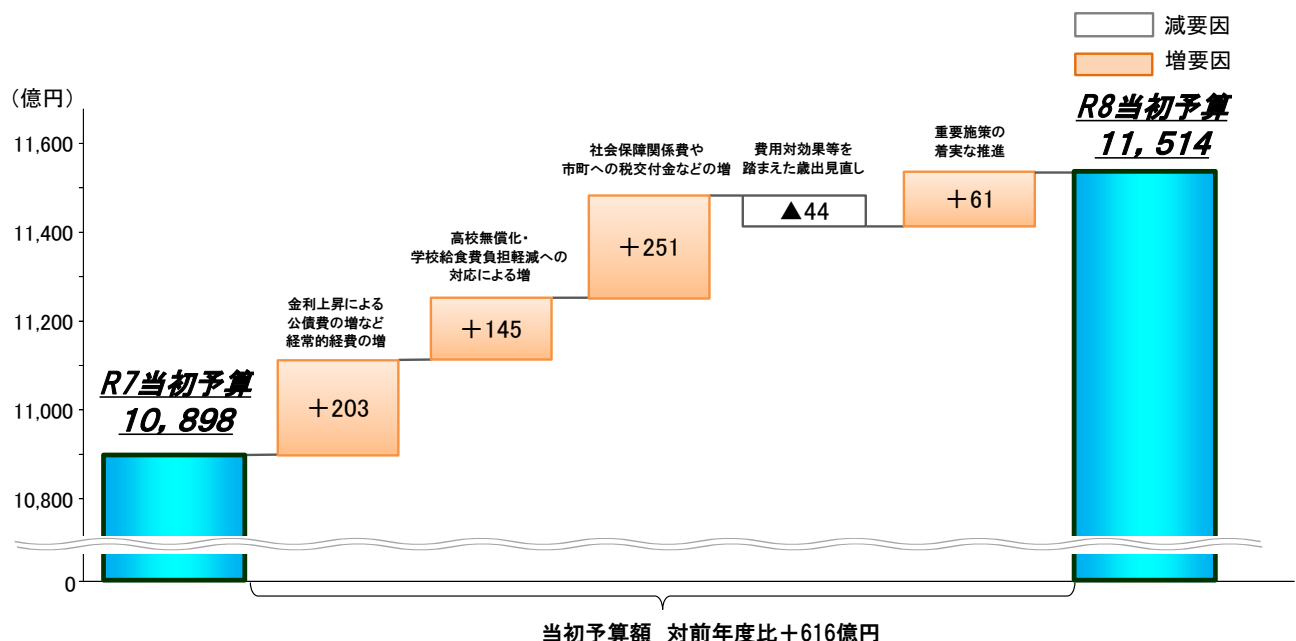 減要因
増要因
（億円）
R8当初予算
11,514
11,600
11,400
11,200
11,000
10,800
0
社会保障関係費や
市町への税交付金などの増
費用対効果等を
踏まえた歳出見直し
重要施策の
着実な推進
▲44
＋61
＋251
高校無償化・
学校給食費負担軽減への
対応による増
＋145
金利上昇による
公債費の増など
経常的経費の増
＋203
R7当初予算
10,898
当初予算額 対前年度比＋616億円